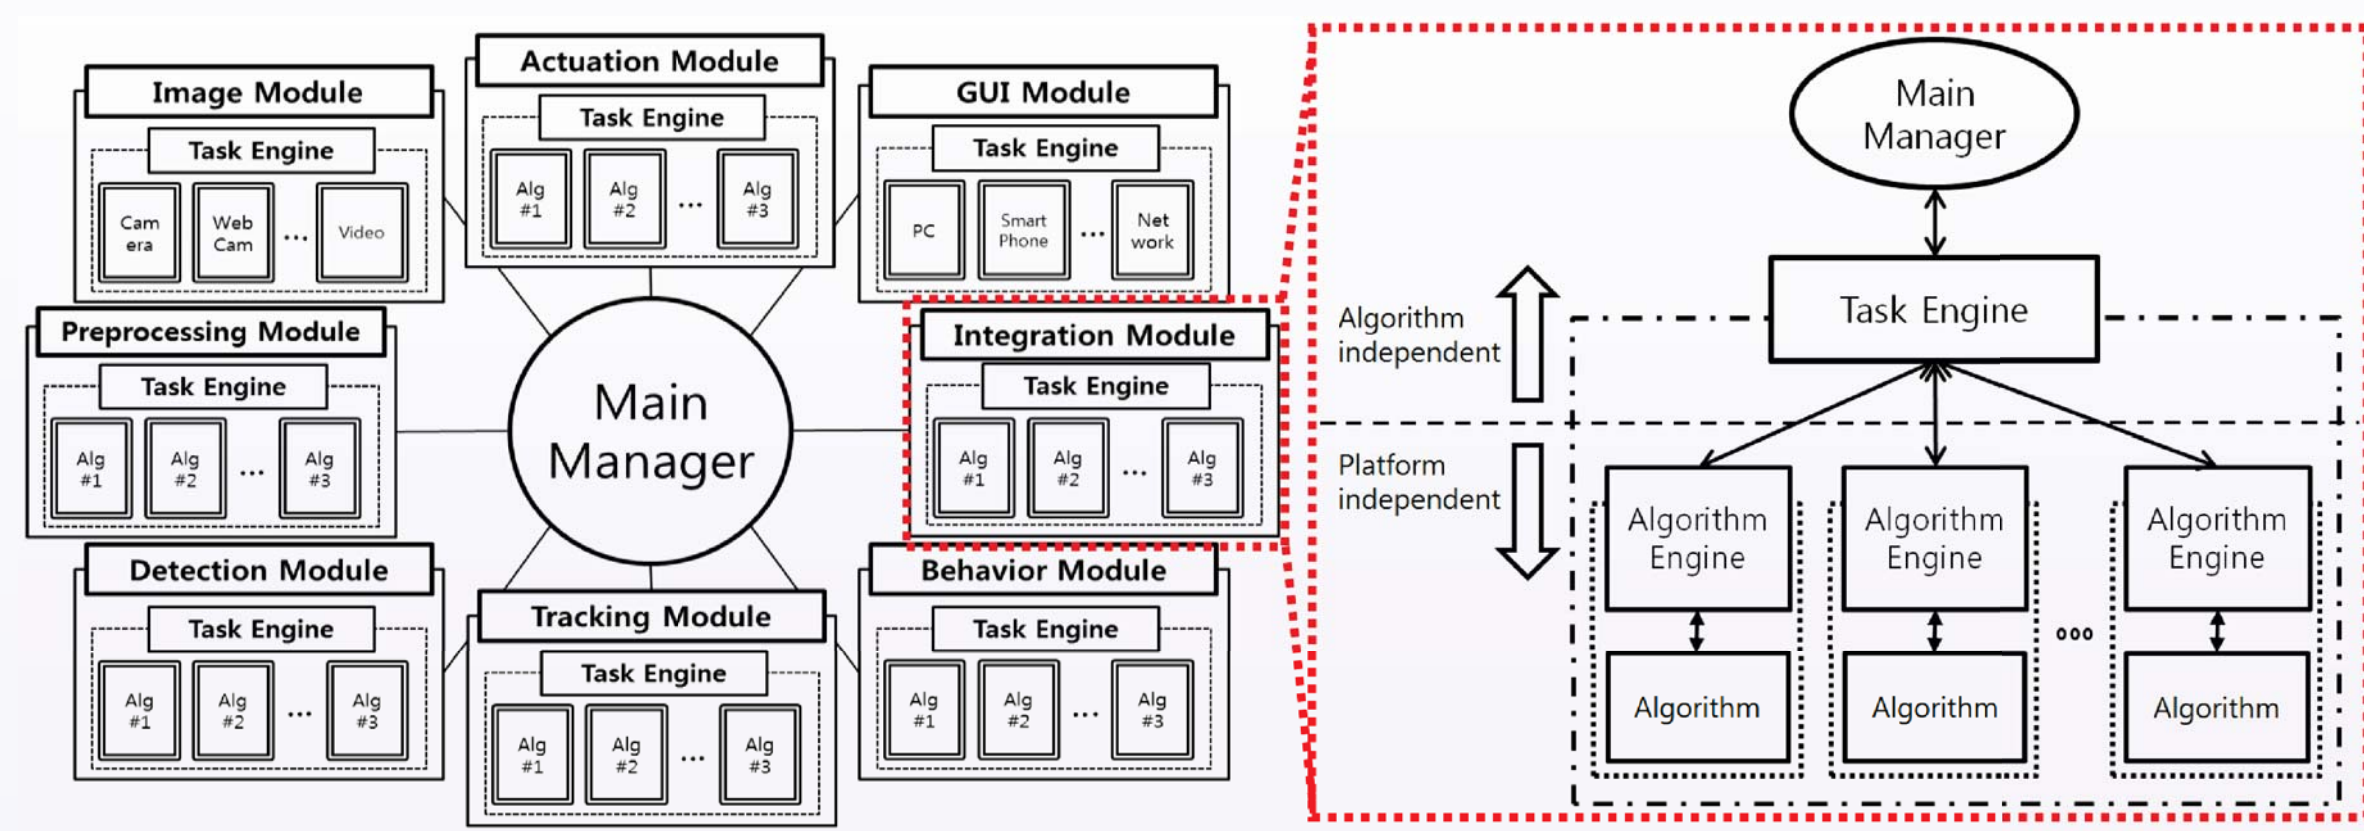 Image Module
Task Engine
Cam
era
Web
Cam
...
Video
Actuation Module
Task Engine
Alg
#1
Alg
#2
...
Alg
#3
GUI Module
Task Engine
PC
Smart
Phone
...
Net
work
Preprocessing Module
Task Engine
Alg
#1
Alg
#2
...
Alg
#3
Main
Manager
Integration Module
Task Engine
Alg
#1
Alg
#2
...
Alg
#3
Detection Module
Task Engine
Alg
#1
Alg
#2
...
Alg
#3
Tracking Module
Task Engine
Alg
#1
Alg
#2
...
Alg
#3
Behavior Module
Task Engine
Alg
#1
Alg
#2
...
Alg
#3
Main
Manager
Task Engine
Algorithm
independent
Platform
independent
Algorithm
Engine
Algorithm
Engine
Algorithm
Engine
Algorithm
Algorithm
Algorithm